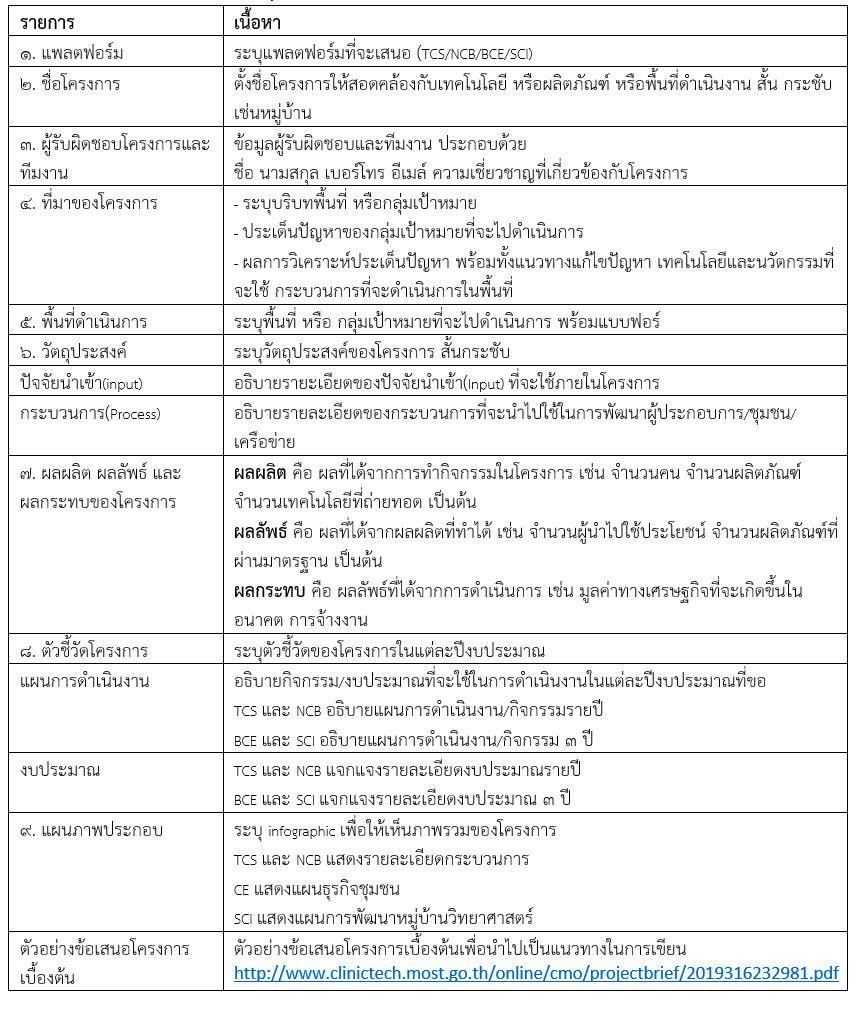 รายการ
เนื้อหา
๑. แพลตฟอร์ม
ระบุแพลตฟอร์มที่จะเสนอ (TCS/NCB/BCE/SCI)
๒. ชื่อโครงการ
ตั้งชื่อโครงการให้สอดคล้องกับเทคโนโลยี หรือผลิตภัณฑ์ หรือพื้นที่ดำเนินงาน สั้น กระชับ
เช่นหมู่บ้าน
๓. ผู้รับผิดชอบโครงการและ
ทีมงาน
ข้อมูลผู้รับผิดชอบและทีมงาน ประกอบด้วย
ชื่อ นามสกุล เบอร์โทร อีเมล์ ความเชี่ยวชาญที่เกี่ยวข้องกับโครงการ
๔. ที่มาของโครงการ
- ระบุบริบทพื้นที่ หรือกลุ่มเป้าหมาย
- ประเด็นปัญหาของกลุ่มเป้าหมายที่จะไปดำเนินการ
- ผลการวิเคราะห์ประเด็นปัญหา พร้อมทั้งแนวทางแก้ไขปัญหา เทคโนโลยีและนวัตกรรมที่
จะใช้ กระบวนการที่จะดำเนินการในพื้นที่
๕. พื้นที่ดำเนินการ
ระบุพื้นที่ หรือ กลุ่มเป้าหมายที่จะไปดำเนินการ พร้อมแบบฟอร์
๖. วัตถุประสงค์
ระบุวัตถุประสงค์ของโครงการ สั้นกระชับ
ปัจจัยนำเข้า(input)
อธิบายรายะเอียดของปัจจัยนำเข้า(Input) ที่จะใช้ภายในโครงการ
กระบวนการ(Process)
อธิบายรายละเอียดของกระบวนการที่จะนำไปใช้ในการพัฒนาผู้ประกอบการ/ชุมชน/
เครือข่าย
๗. ผลผลิต ผลลัพธ์ และ
ผลกระทบของโครงการ
ผลผลิต คือ ผลที่ได้จากการทำกิจกรรมในโครงการ เช่น จำนวนคน จำนวนผลิตภัณฑ์
จำนวนเทคโนโลยีที่ถ่ายทอด เป็นต้น
ผลลัพธ์ คือ ผลที่ได้จากผลผลิตที่ทำได้ เช่น จำนวนผู้นำไปใช้ประโยชน์ จำนวนผลิตภัณฑ์ที่
ผ่านมาตรฐาน เป็นต้น
ผลกระทบ คือ ผลลัพธ์ที่ได้จากการดำเนินการ เช่น มูลค่าทางเศรษฐกิจที่จะเกิดขึ้นใน
อนาคต การจ้างงาน
๘. ตัวชี้วัดโครงการ
ระบุตัวชี้วัดของโครงการในแต่ละปีงบประมาณ
แผนการดำเนินงาน
อธิบายกิจกรรม/งบประมาณที่จะใช้ในการดำเนินงานในแต่ละปีงบประมาณที่ขอ
TCS และ NCB อธิบายแผนการดำเนินงาน/กิจกรรมรายปี
BCE และ SCI อธิบายแผนการดำเนินงาน/กิจกรรม ๓ ปี
งบประมาณ
TCS และ NCB แจกแจงรายละเอียดงบประมาณรายปี
BCE และ SCI แจกแจงรายละเอียดงบประมาณ ๓ ปี
๙. แผนภาพประกอบ
ระบุ infographic เพื่อให้เห็นภาพรวมของโครงการ
TCS และ NCB แสดงรายละเอียดกระบวนการ
CE แสดงแผนธุรกิจชุมชน
SCI แสดงแผนการพัฒนาหมู่บ้านวิทยาศาสตร์
ตัวอย่างข้อเสนอโครงการ
เบื้องต้น
ตัวอย่างข้อเสนอโครงการเบื้องต้นเพื่อนำไปเป็นแนวทางในการเขียน
http://www.clinictech.most.go.th/online/cmo/projectbrief/2019316232981.pdf